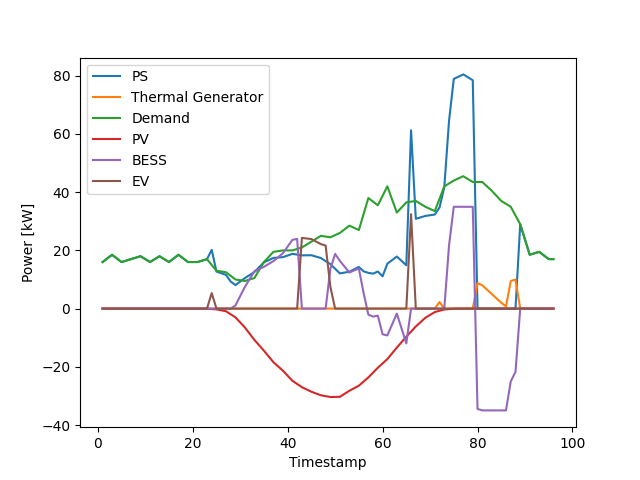 PS
Thermal Generator
Demand
PV
BESS
EV
Power [kW]
80
60
40
20
0
−20
−40
0 20 40 60 80 100
Timestamp